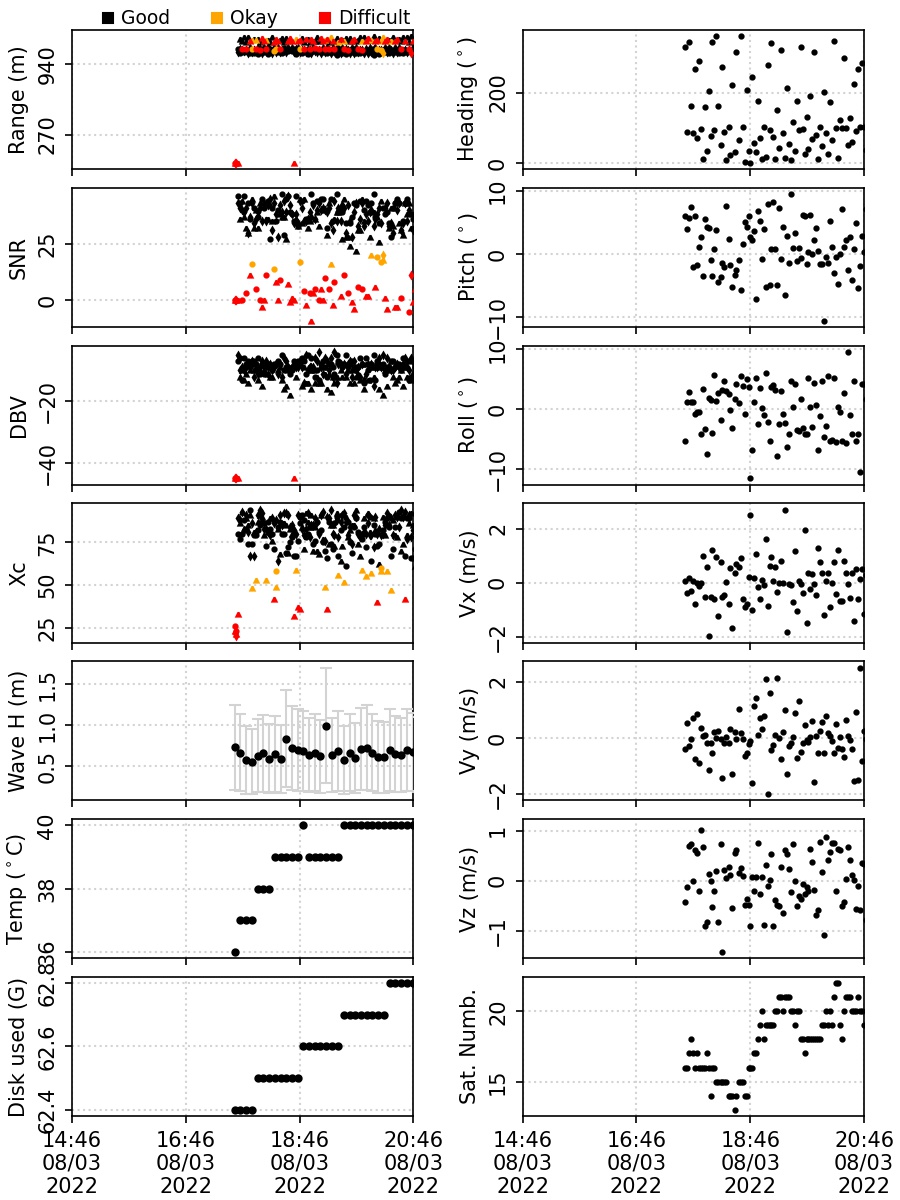 Good Okay Difficult
Range (m)
940
270
Heading (°)
200
0
SNR
25
0
Pitch (°)
10
0
−10
DBV
−20
−40
Roll (°)
10
0
−10
Xc
75
50
25
Vx (m/s)
2
0
−2
Wave H (m)
1.5
1.0
0.5
Vy (m/s)
2
0
−2
Temp (°C)
40
38
36
Vz (m/s)
1
0
−1
Disk used (G)
62.8
62.6
62.4
Sat. Numb.
20
15
14:46 16:46 18:46 20:46 14:46 16:46 18:46 20:46
08/03 08/03 08/03 08/03 08/03 08/03 08/03 08/03
2022 2022 2022 2022 2022 2022 2022 2022